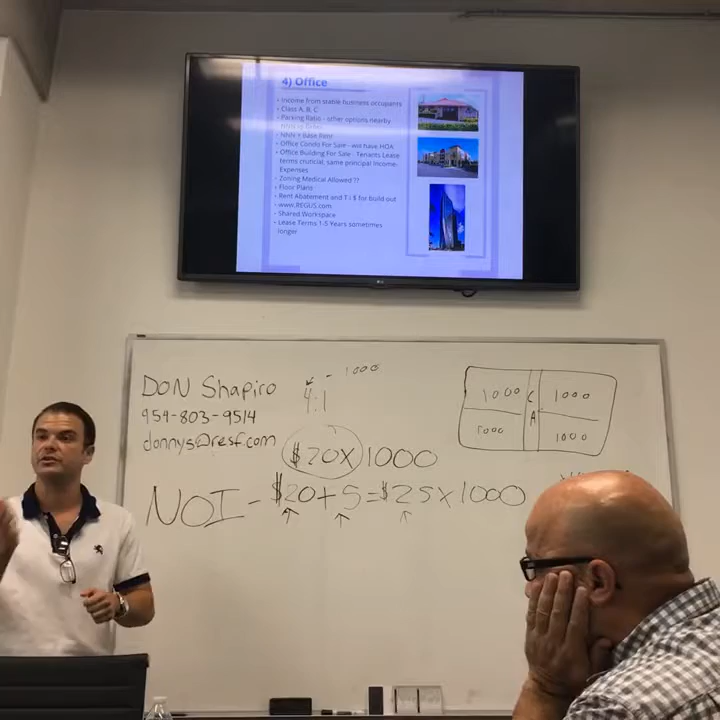 4) Office
- Income from stable business occupants
- Class A, B, C
- Parking Ratio - other options nearby
- NNN = Base Rent
- Office Condo For Sale - will have HOA
- Office Building For Sale - Tenants Lease
terms cruicial, same principal Income-
Expenses
- Zoning Medical Allowed ??
- Floor Plans
- Rent Abatement and T.I $ for build out
- www.REGUS.com
- Shared Workspace
- Lease Terms 1-5 Years sometimes
longer
LG
DON Shapiro
954-803-9514
donnys@resf.com
- 1000
4:1
$20x1000
NOI - $20+5=$25x1000
1000 C 1000
1000 A 1000